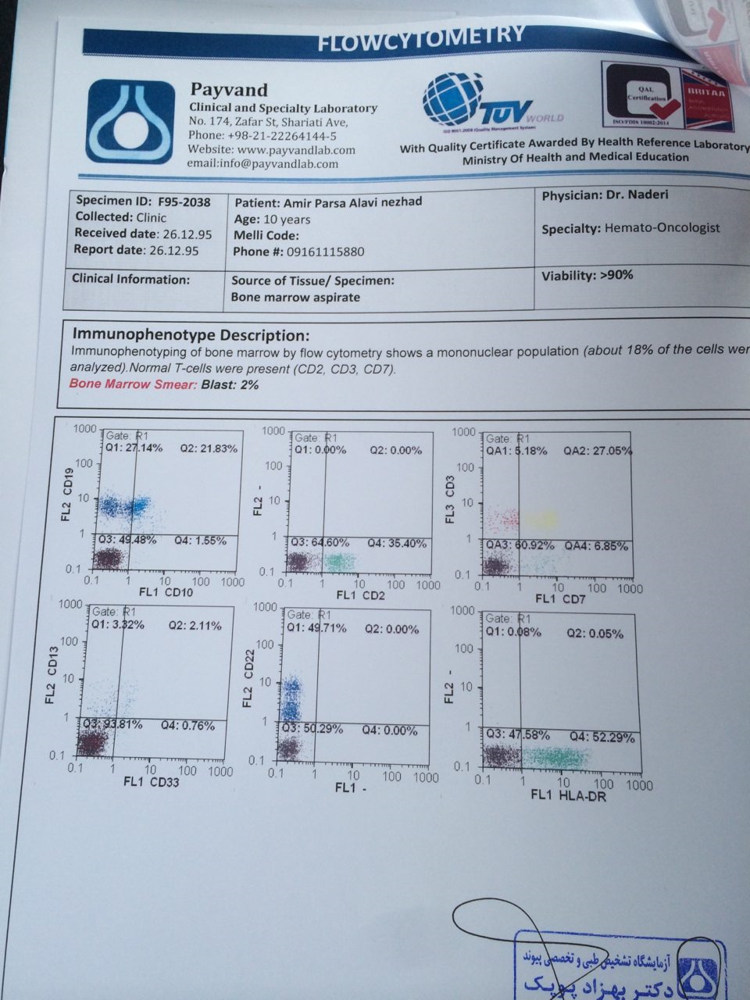 FLOWCYTOMETRY
Payvand
Clinical and Specialty Laboratory
No. 174, Zafar St, Shariati Ave,
Phone: +98-21-22264144-5
Website: www.payvandlab.com
email:info@payvandlab.com
TUV WORLD
ISO 9001:2008 (Quality Management System)
QAL
Certification
ISO/FDIS 10002:2014
BRITAA
With Quality Certificate Awarded By Health Reference Laboratory
Ministry Of Health and Medical Education
Specimen ID: F95-2038
Collected: Clinic
Received date: 26.12.95
Report date: 26.12.95
Patient: Amir Parsa Alavi nezhad
Age: 10 years
Melli Code:
Phone #: 09161115880
Physician: Dr. Naderi
Specialty: Hemato-Oncologist
Clinical Information:
Source of Tissue/ Specimen:
Bone marrow aspirate
Viability: >90%
Immunophenotype Description:
Immunophenotyping of bone marrow by flow cytometry shows a mononuclear population (about 18% of the cells wer
analyzed).Normal T-cells were present (CD2, CD3, CD7).
Bone Marrow Smear: Blast: 2%
Gate: R1
Q1: 27.14% Q2: 21.83%
Q3: 49.48% Q4: 1.55%
FL2 CD19
1000
100
10
1
0.1
0.1 1 10 100 1000
FL1 CD10
Gate: R1
Q1: 0.00% Q2: 0.00%
Q3: 64.60% Q4: 35.40%
FL2 -
1000
100
10
1
0.1
0.1 1 10 100 1000
FL1 CD2
Gate: R1
QA1: 5.18% QA2: 27.05%
QA3: 60.92% QA4: 6.85%
FL3 CD3
1000
100
10
1
0.1
0.1 1 10 100 1000
FL1 CD7
Gate: R1
Q1: 3.32% Q2: 2.11%
Q3: 93.81% Q4: 0.76%
FL2 CD13
1000
100
10
1
0.1
0.1 1 10 100 1000
FL1 CD33
Gate: R1
Q1: 49.71% Q2: 0.00%
Q3: 50.29% Q4: 0.00%
FL2 CD22
1000
100
10
1
0.1
0.1 1 10 100 1000
FL1 -
Gate: R1
Q1: 0.08% Q2: 0.05%
Q3: 47.58% Q4: 52.29%
FL2 -
1000
100
10
1
0.1
0.1 1 10 100 1000
FL1 HLA-DR
آزمایشگاه تشخیص طبی و تخصصی پیوند
دکتر بهزاد پوپک